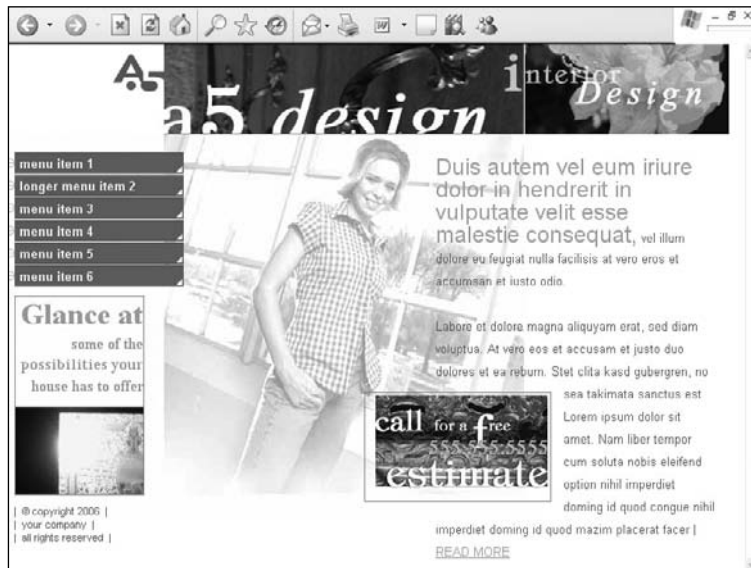 A5
a5 design
interior
Design
menu item 1
longer menu item 2
menu item 3
menu item 4
menu item 5
menu item 6
Glance at
some of the
possibilities your
house has to offer
| © copyright 2006 |
| your company |
| all rights reserved |
Duis autem vel eum iriure
dolor in hendrerit in
vulputate velit esse
malestie consequat, vel illum
dolore eu feugiat nulla facilisis at vero eros et
accumsan et iusto odio.
Labore et dolore magna aliquyam erat, sed diam
voluptua. At vero eos et accusam et justo duo
dolores et ea rebum. Stet clita kasd gubergren, no
sea takimata sanctus est
Lorem ipsum dolor sit
amet. Nam liber tempor
cum soluta nobis eleifend
option nihil imperdiet
doming id quod congue nihil
imperdiet doming id quod mazim placerat facer |
READ MORE
call for a free
555.555.5555
estimate